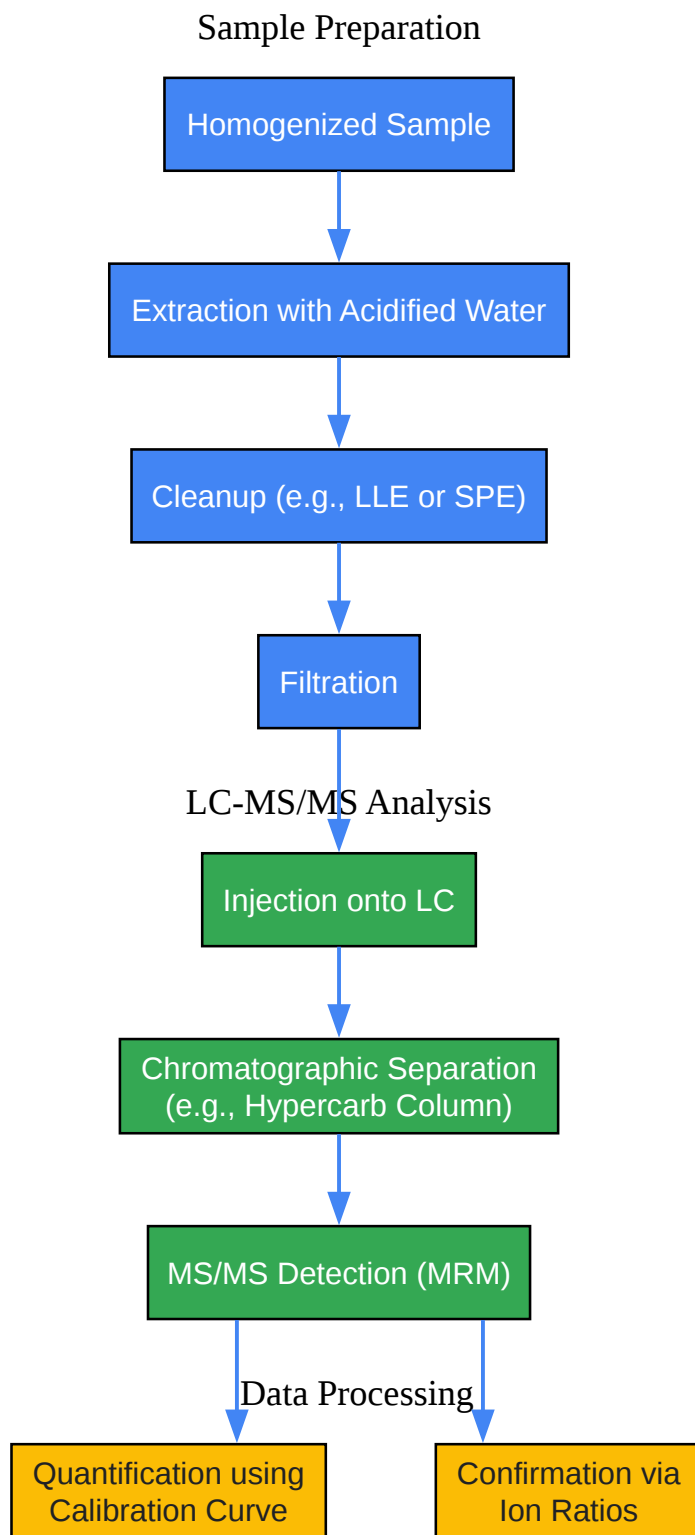 Sample Preparation
Homogenized Sample
Extraction with Acidified Water
Cleanup (e.g., LLE or SPE)
Filtration
LC-MS/MS Analysis
Injection onto LC
Chromatographic Separation
(e.g., Hypercarb Column)
MS/MS Detection (MRM)
Data Processing
Quantification using
Calibration Curve
Confirmation via
Ion Ratios